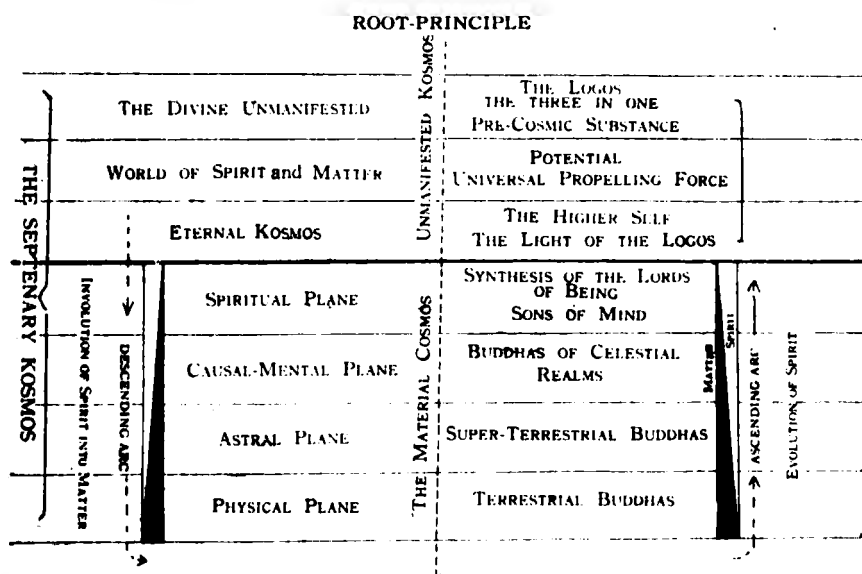 ROOT-PRINCIPLE
UNMANIFESTED KOSMOS
THE DIVINE UNMANIFESTED
THE LOGOS
THE THREE IN ONE
PRE-COSMIC SUBSTANCE
WORLD OF SPIRIT and MATTER
POTENTIAL
UNIVERSAL PROPELLING FORCE
ETERNAL KOSMOS
THE HIGHER SELF
THE LIGHT OF THE LOGOS
THE SEPTENARY KOSMOS
INVOLUTION OF SPIRIT INTO MATTER
DESCENDING ARC
SPIRITUAL PLANE
THE MATERIAL COSMOS
SYNTHESIS OF THE LORDS
OF BEING
SONS OF MIND
CAUSAL-MENTAL PLANE
BUDDHAS OF CELESTIAL
REALMS
ASTRAL PLANE
SUPER-TERRESTRIAL BUDDHAS
PHYSICAL PLANE
TERRESTRIAL BUDDHAS
MATTER
SPIRIT
ASCENDING ARC
EVOLUTION OF SPIRIT